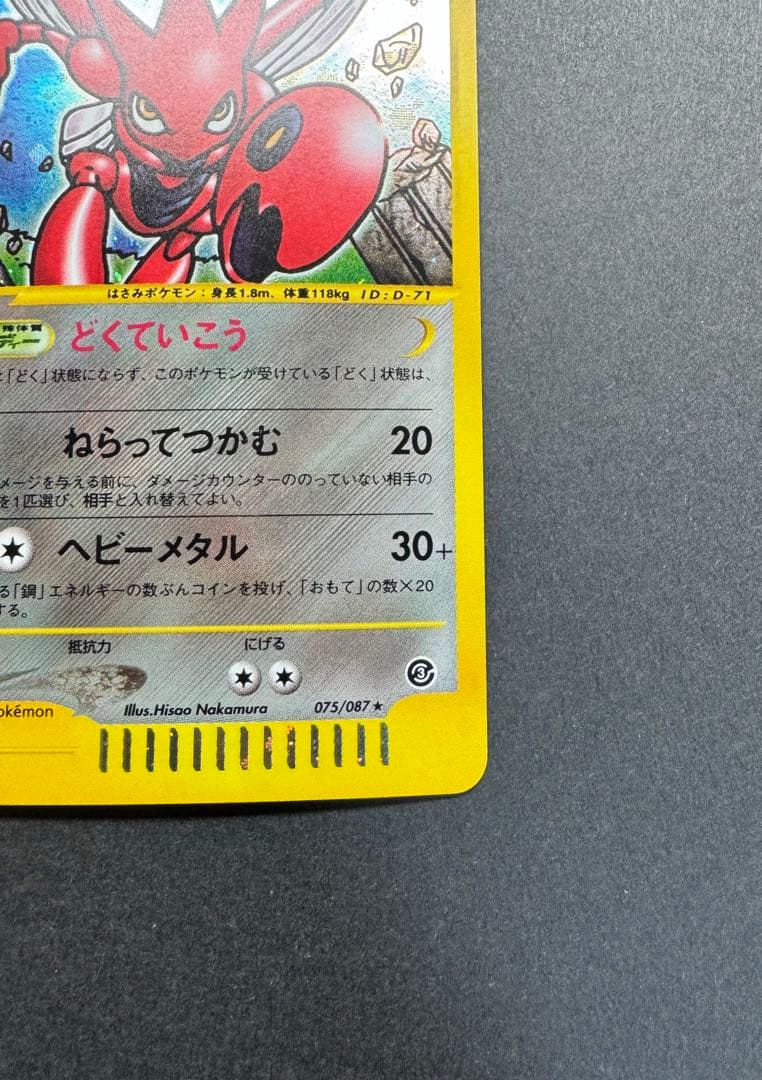 はさみポケモン：身長1.8m、体重118kg ID：D-71
殊体質
どくていこう
「どく」状態にならず、このポケモンが受けている「どく」状態は、
ねらってつかむ 20
メージを与える前に、ダメージカウンターののっていない相手の
を1匹選び、相手と入れ替えてよい。
ヘビーメタル 30+
る「鋼」エネルギーの数ぶんコインを投げ、「おもて」の数×20
する。
抵抗力 にげる
3
okémon Illus.Hisao Nakamura 075/087★